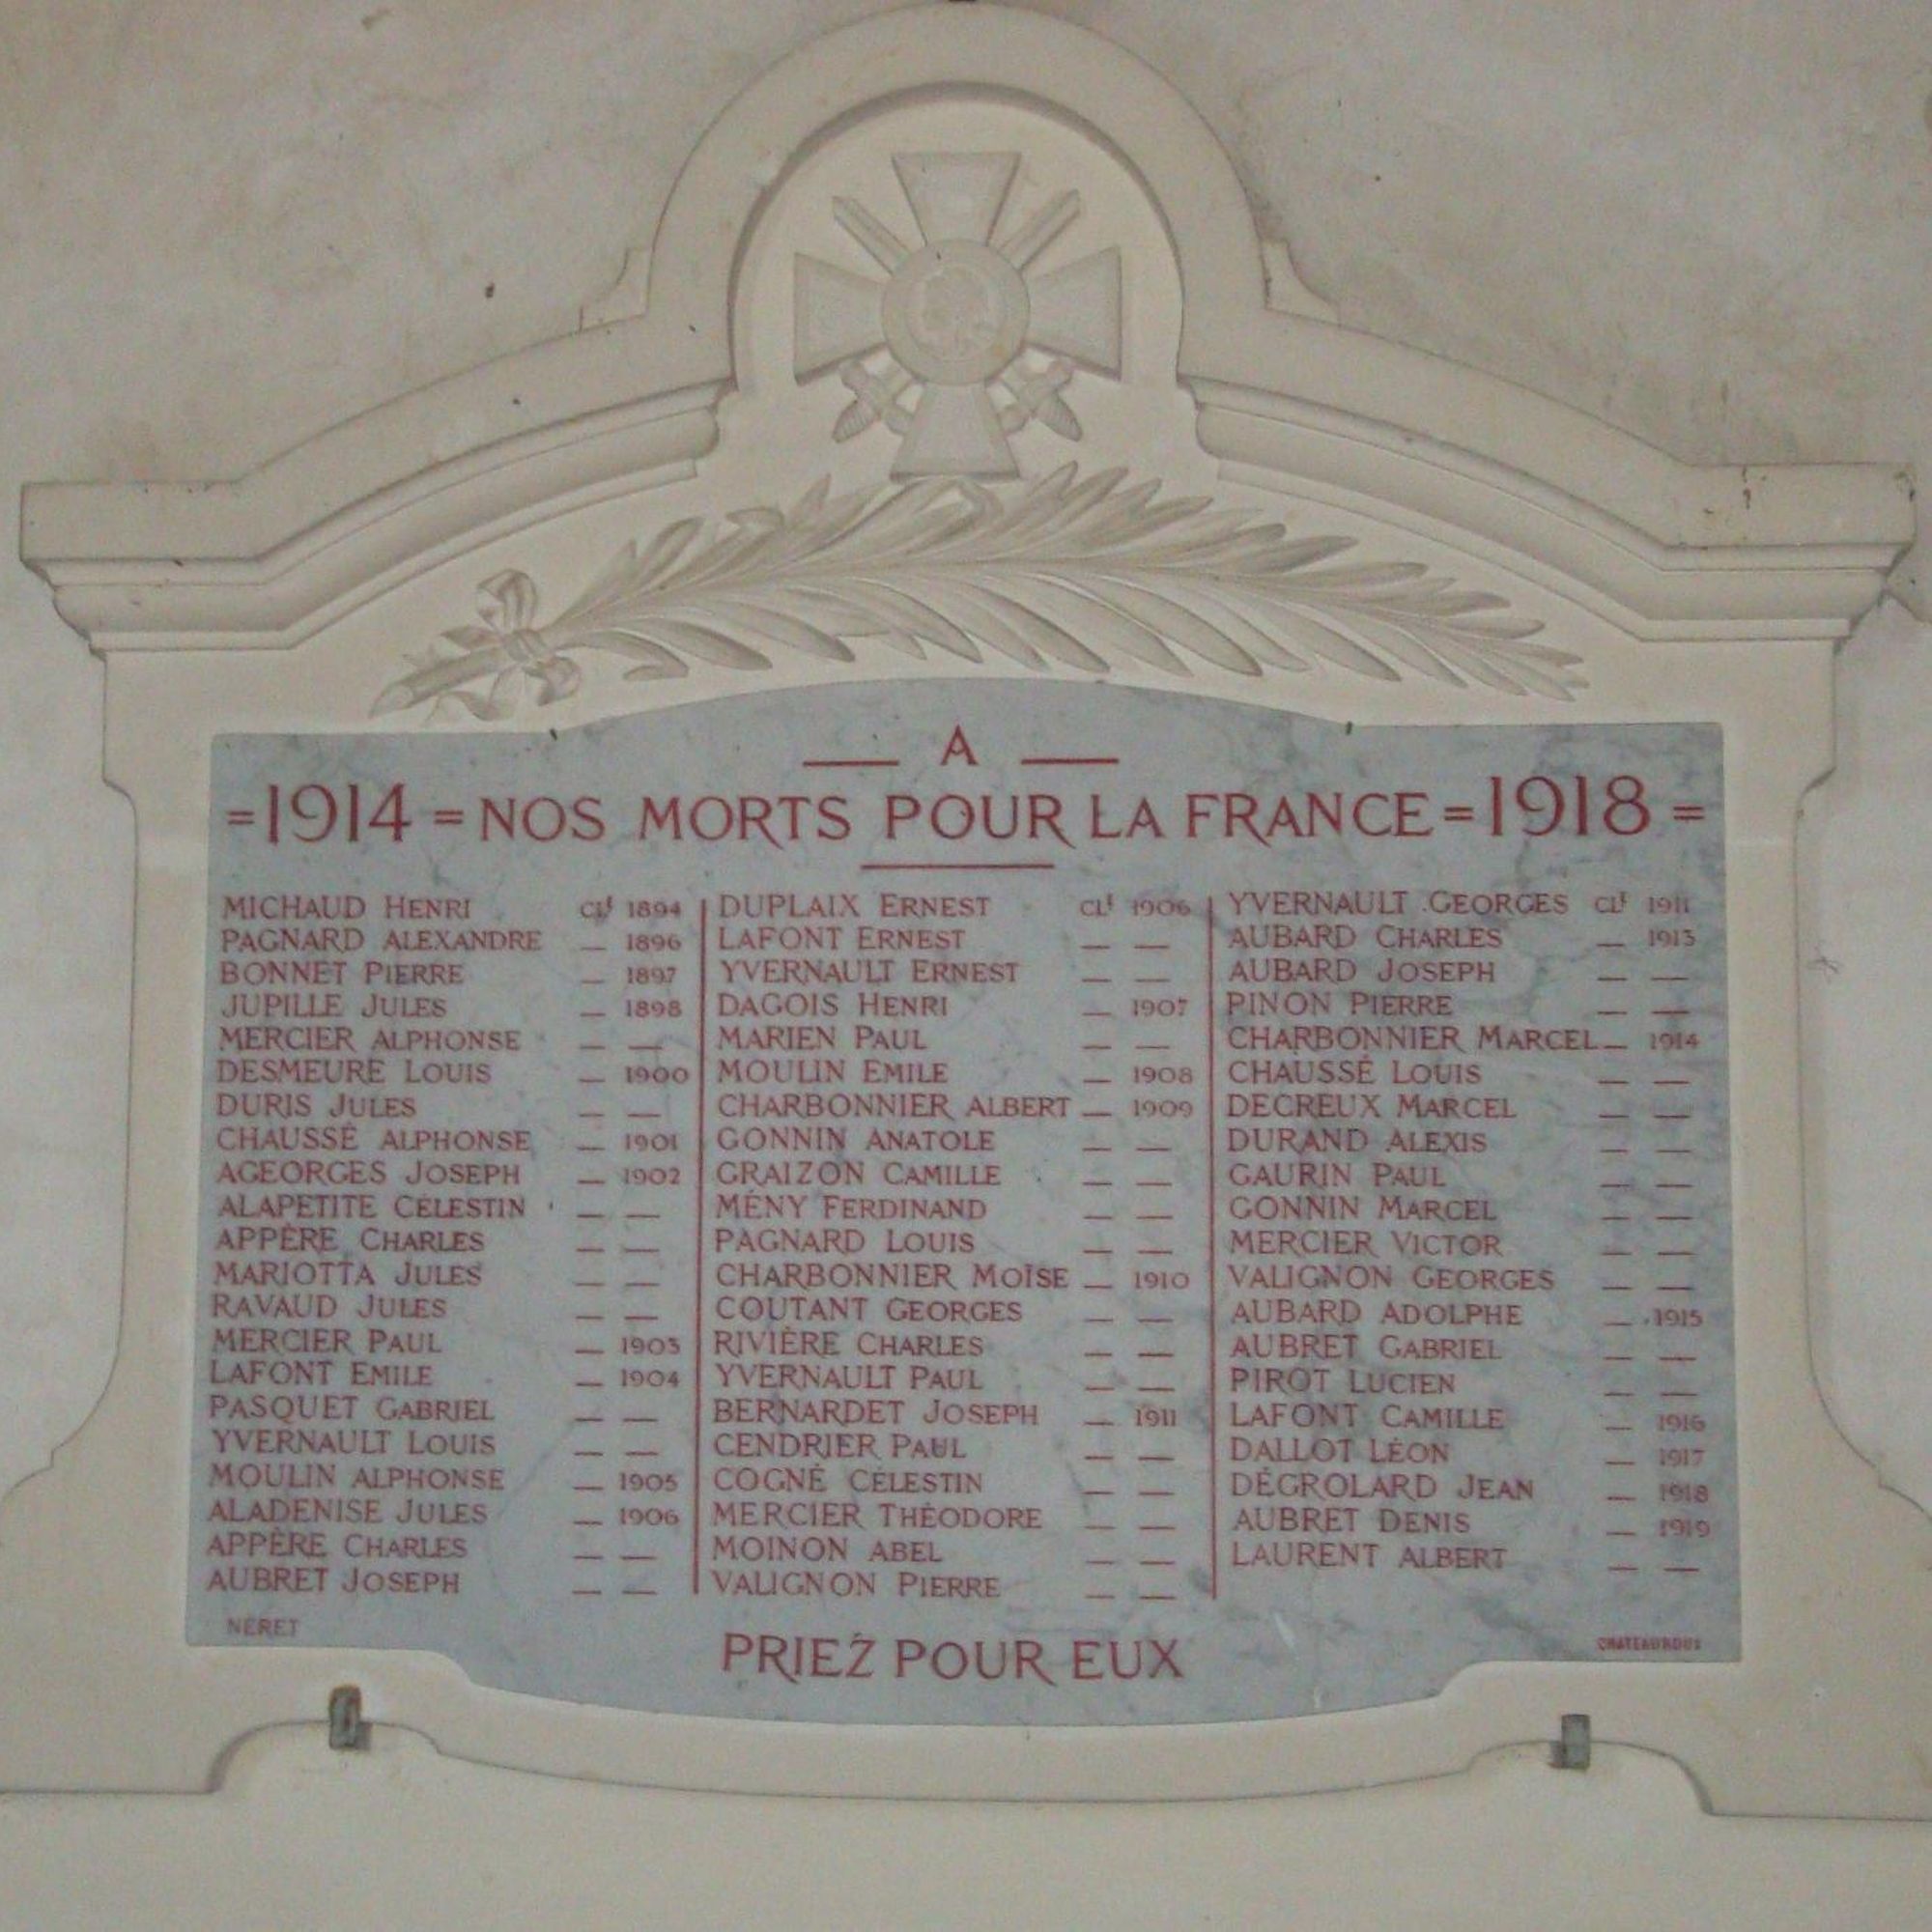 A
=1914= NOS MORTS POUR LA FRANCE =1918=
MICHAUD HENRI CLᵗ 1894
PAGNARD ALEXANDRE — 1896
BONNET PIERRE — 1897
JUPILLE JULES — 1898
MERCIER ALPHONSE — —
DESMEURE LOUIS — 1900
DURIS JULES — —
CHAUSSÉ ALPHONSE — 1901
AGEORGES JOSEPH — 1902
ALAPETITE CÉLESTIN — —
APPÈRE CHARLES — —
MARIOTTA JULES — —
RAVAUD JULES — —
MERCIER PAUL — 1903
LAFONT EMILE — 1904
PASQUET GABRIEL — —
YVERNAULT LOUIS — —
MOULIN ALPHONSE — 1905
ALADENISE JULES — 1906
APPÈRE CHARLES — —
AUBRET JOSEPH — —
DUPLAIX ERNEST CLᵗ 1906
LAFONT ERNEST — —
YVERNAULT ERNEST — —
DAGOIS HENRI — 1907
MARIEN PAUL — —
MOULIN EMILE — 1908
CHARBONNIER ALBERT — 1909
GONNIN ANATOLE — —
GRAIZON CAMILLE — —
MÉNY FERDINAND — —
PAGNARD LOUIS — —
CHARBONNIER MOÏSE — 1910
COUTANT GEORGES — —
RIVIÈRE CHARLES — —
YVERNAULT PAUL — —
BERNARDET JOSEPH — 1911
CENDRIER PAUL — —
COGNÉ CÉLESTIN — —
MERCIER THÉODORE — —
MOINON ABEL — —
VALIGNON PIERRE — —
YVERNAULT GEORGES CLᵗ 1911
AUBARD CHARLES — 1913
AUBARD JOSEPH — —
PINON PIERRE — —
CHARBONNIER MARCEL — 1914
CHAUSSÉ LOUIS — —
DECREUX MARCEL — —
DURAND ALEXIS — —
GAURIN PAUL — —
GONNIN MARCEL — —
MERCIER VICTOR — —
VALIGNON GEORGES — —
AUBARD ADOLPHE — 1915
AUBRET GABRIEL — —
PIROT LUCIEN — —
LAFONT CAMILLE — 1916
DALLOT LÉON — 1917
DÉGROLARD JEAN — 1918
AUBRET DENIS — 1919
LAURENT ALBERT — —
NERET
PRIEZ POUR EUX
CHATEAUROUX